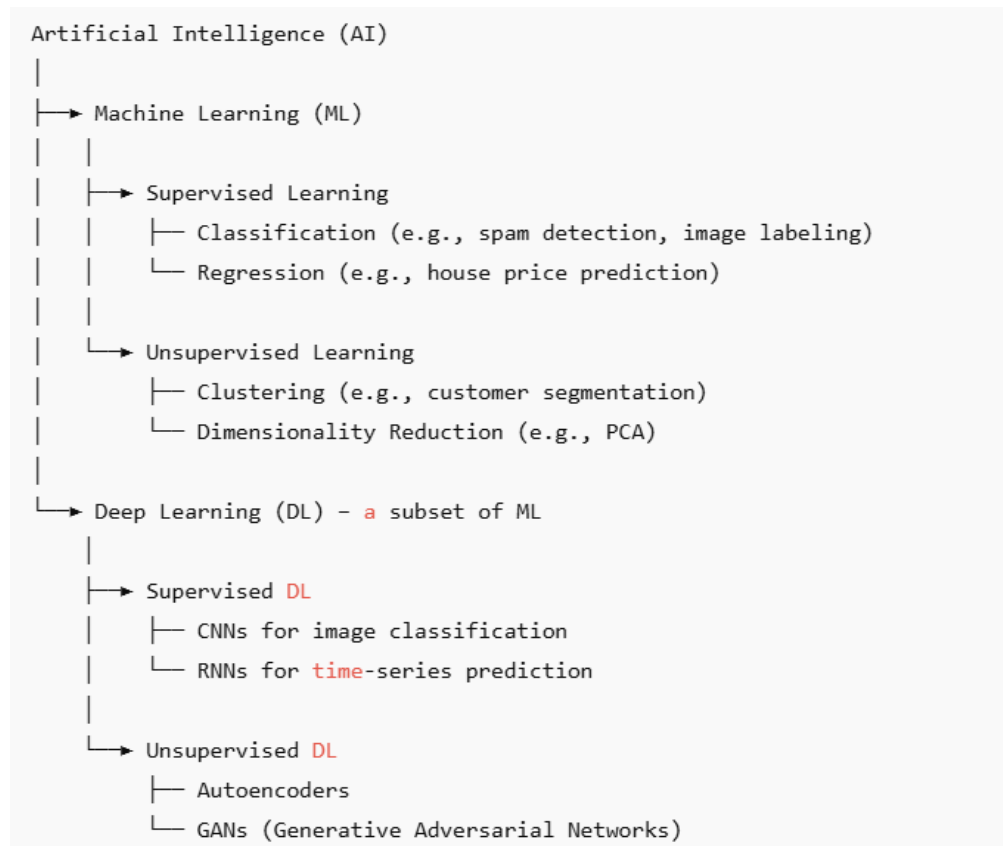 Artificial Intelligence (AI)
Machine Learning (ML)
Supervised Learning
Classification (e.g., spam detection, image labeling)
Regression (e.g., house price prediction)
Unsupervised Learning
Clustering (e.g., customer segmentation)
Dimensionality Reduction (e.g., PCA)
Deep Learning (DL) – a subset of ML
Supervised DL
CNNs for image classification
RNNs for time-series prediction
Unsupervised DL
Autoencoders
GANs (Generative Adversarial Networks)